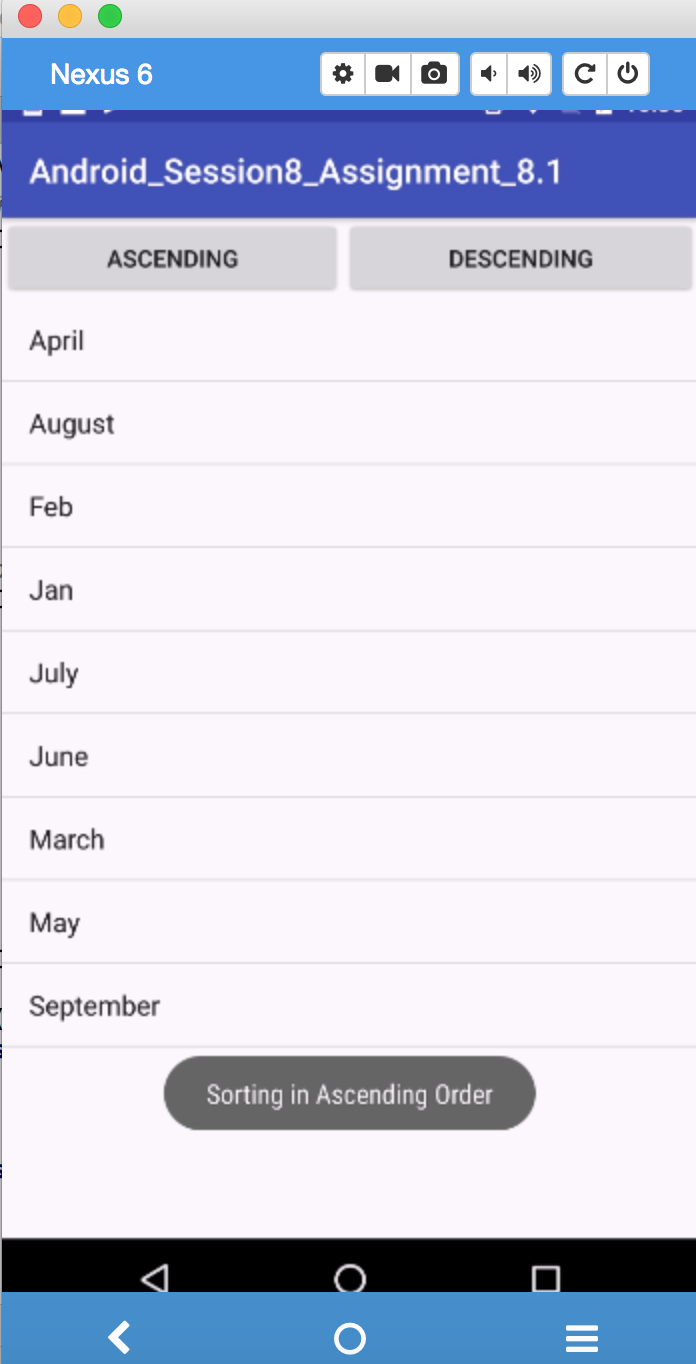 Nexus 6
Android_Session8_Assignment_8.1
ASCENDING DESCENDING
April
August
Feb
Jan
July
June
March
May
September
Sorting in Ascending Order